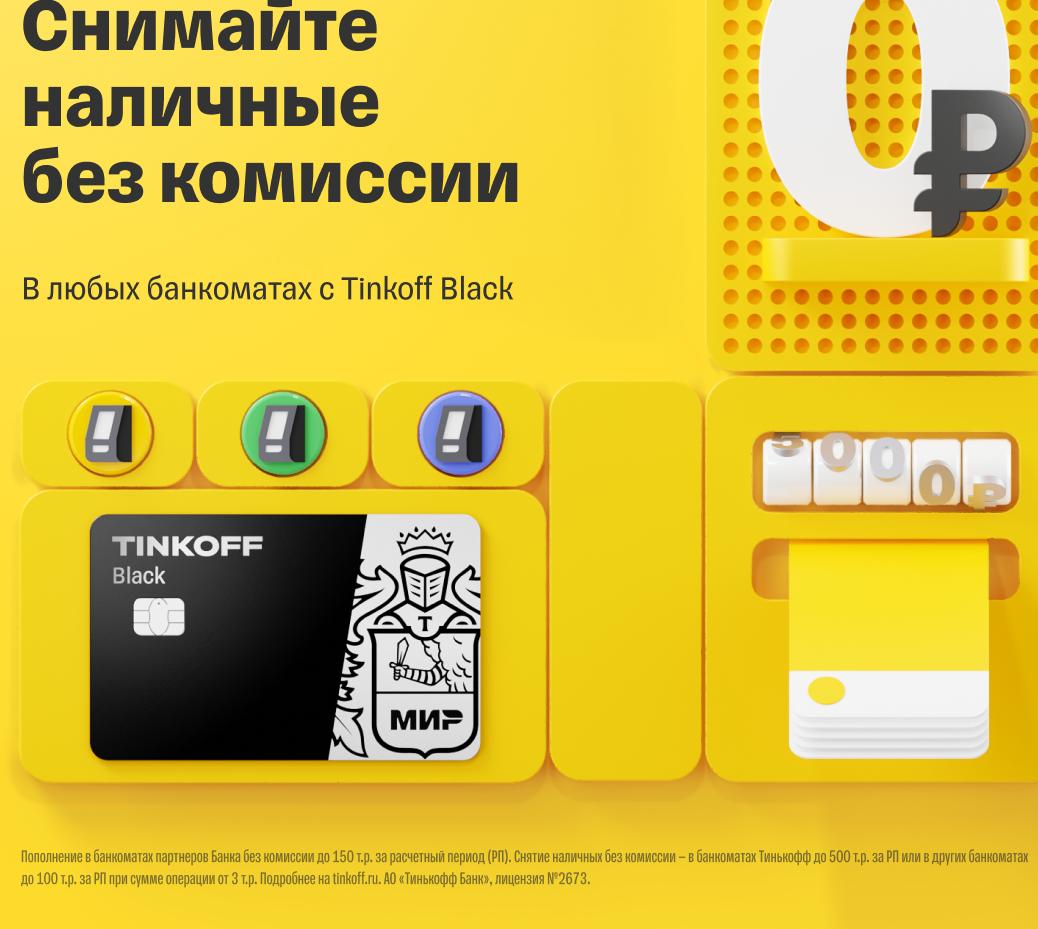 Снимайте
наличные
без комиссии
0 ₽
В любых банкоматах с Tinkoff Black
5000₽
TINKOFF
Black
Т
МИР
Пополнение в банкоматах партнеров Банка без комиссии до 150 т.р. за расчетный период (РП). Снятие наличных без комиссии – в банкоматах Тинькофф до 500 т.р. за РП или в других банкоматах
до 100 т.р. за РП при сумме операции от 3 т.р. Подробнее на tinkoff.ru. АО «Тинькофф Банк», лицензия №2673.